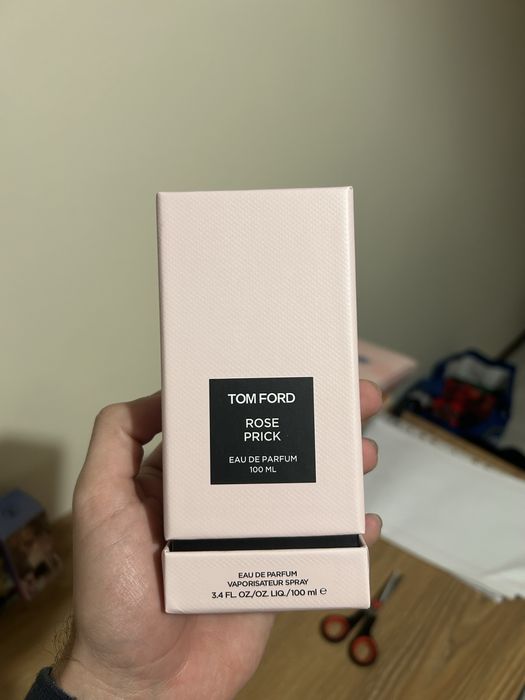 TOM FORD
ROSE
PRICK
EAU DE PARFUM
100 ML
EAU DE PARFUM
VAPORISATEUR SPRAY
3.4 FL. OZ./OZ. LIQ./100 ml ℮